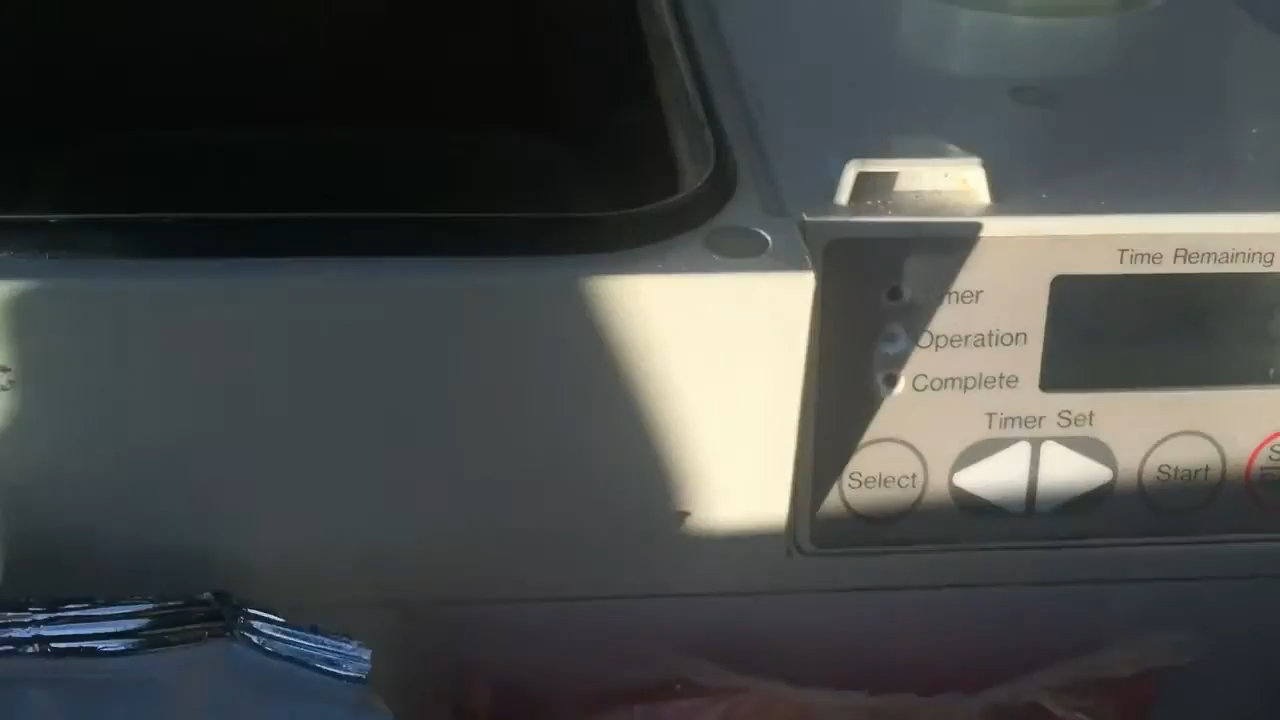 Time Remaining
Operation
Complete
Timer Set
Select
Start